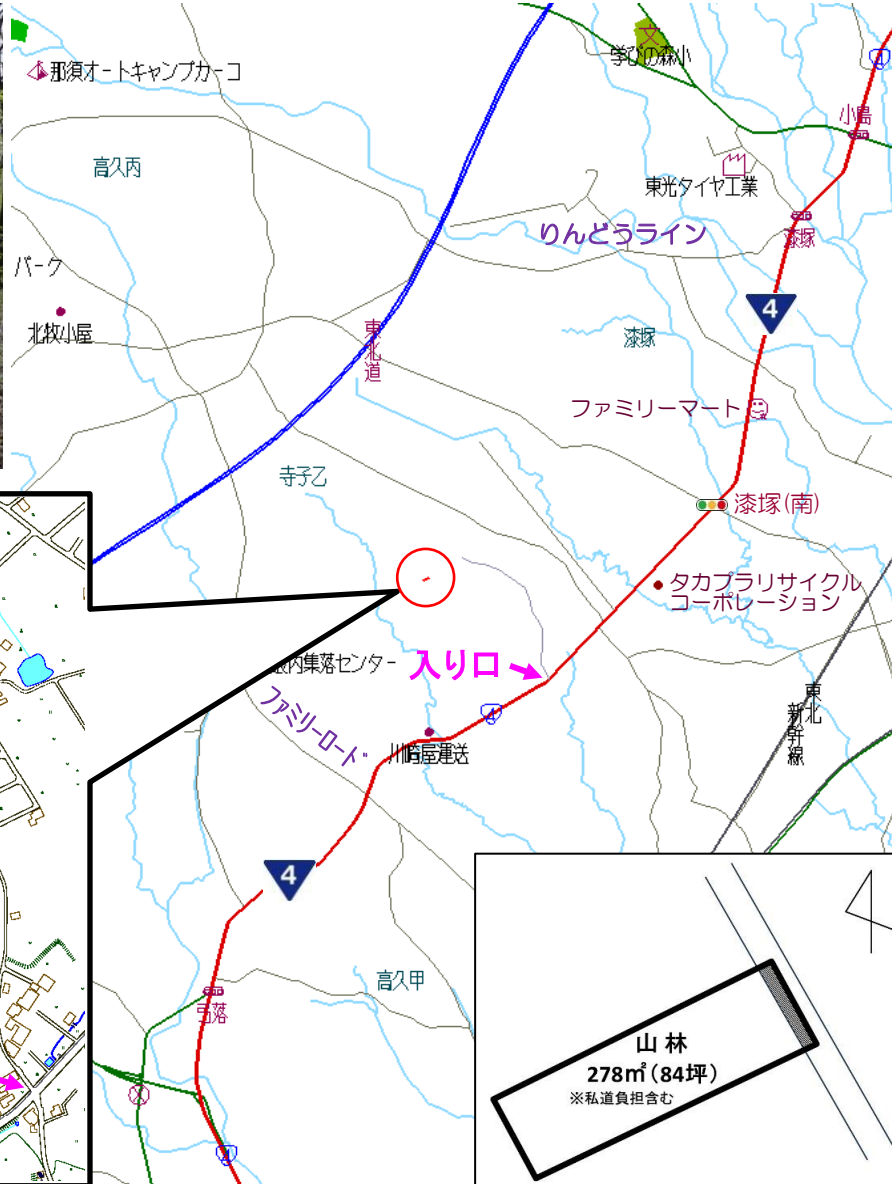 那須オートキャンプカーコ
学びの森小
4
小島
高久丙
東光タイヤ工業
りんどうライン
漆塚
パーク
4
北牧小屋
東北道
漆塚
ファミリーマート
寺子乙
漆塚(南)
タカプラリサイクル
コーポレーション
内集落センター
入り口
ファミリーロード
4
東北
新幹線
川崎屋運送
4
高久甲
弓落
山林
278㎡(84坪)
※私道負担含む
4